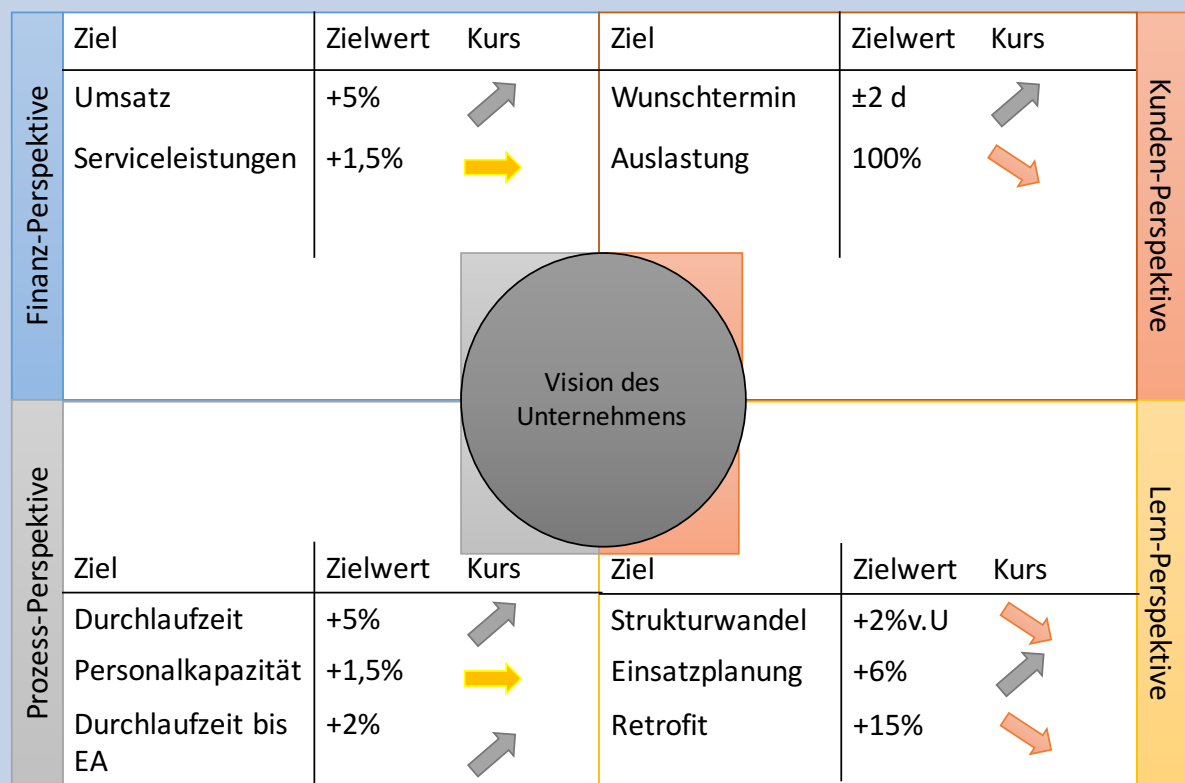 Finanz-Perspektive
Ziel Zielwert Kurs
Umsatz +5%
Serviceleistungen +1,5%
Ziel Zielwert Kurs
Wunschtermin ±2 d
Auslastung 100%
Kunden-Perspektive
Vision des
Unternehmens
Prozess-Perspektive
Ziel Zielwert Kurs
Durchlaufzeit +5%
Personalkapazität +1,5%
Durchlaufzeit bis +2%
EA
Ziel Zielwert Kurs
Strukturwandel +2%v.U
Einsatzplanung +6%
Retrofit +15%
Lern-Perspektive